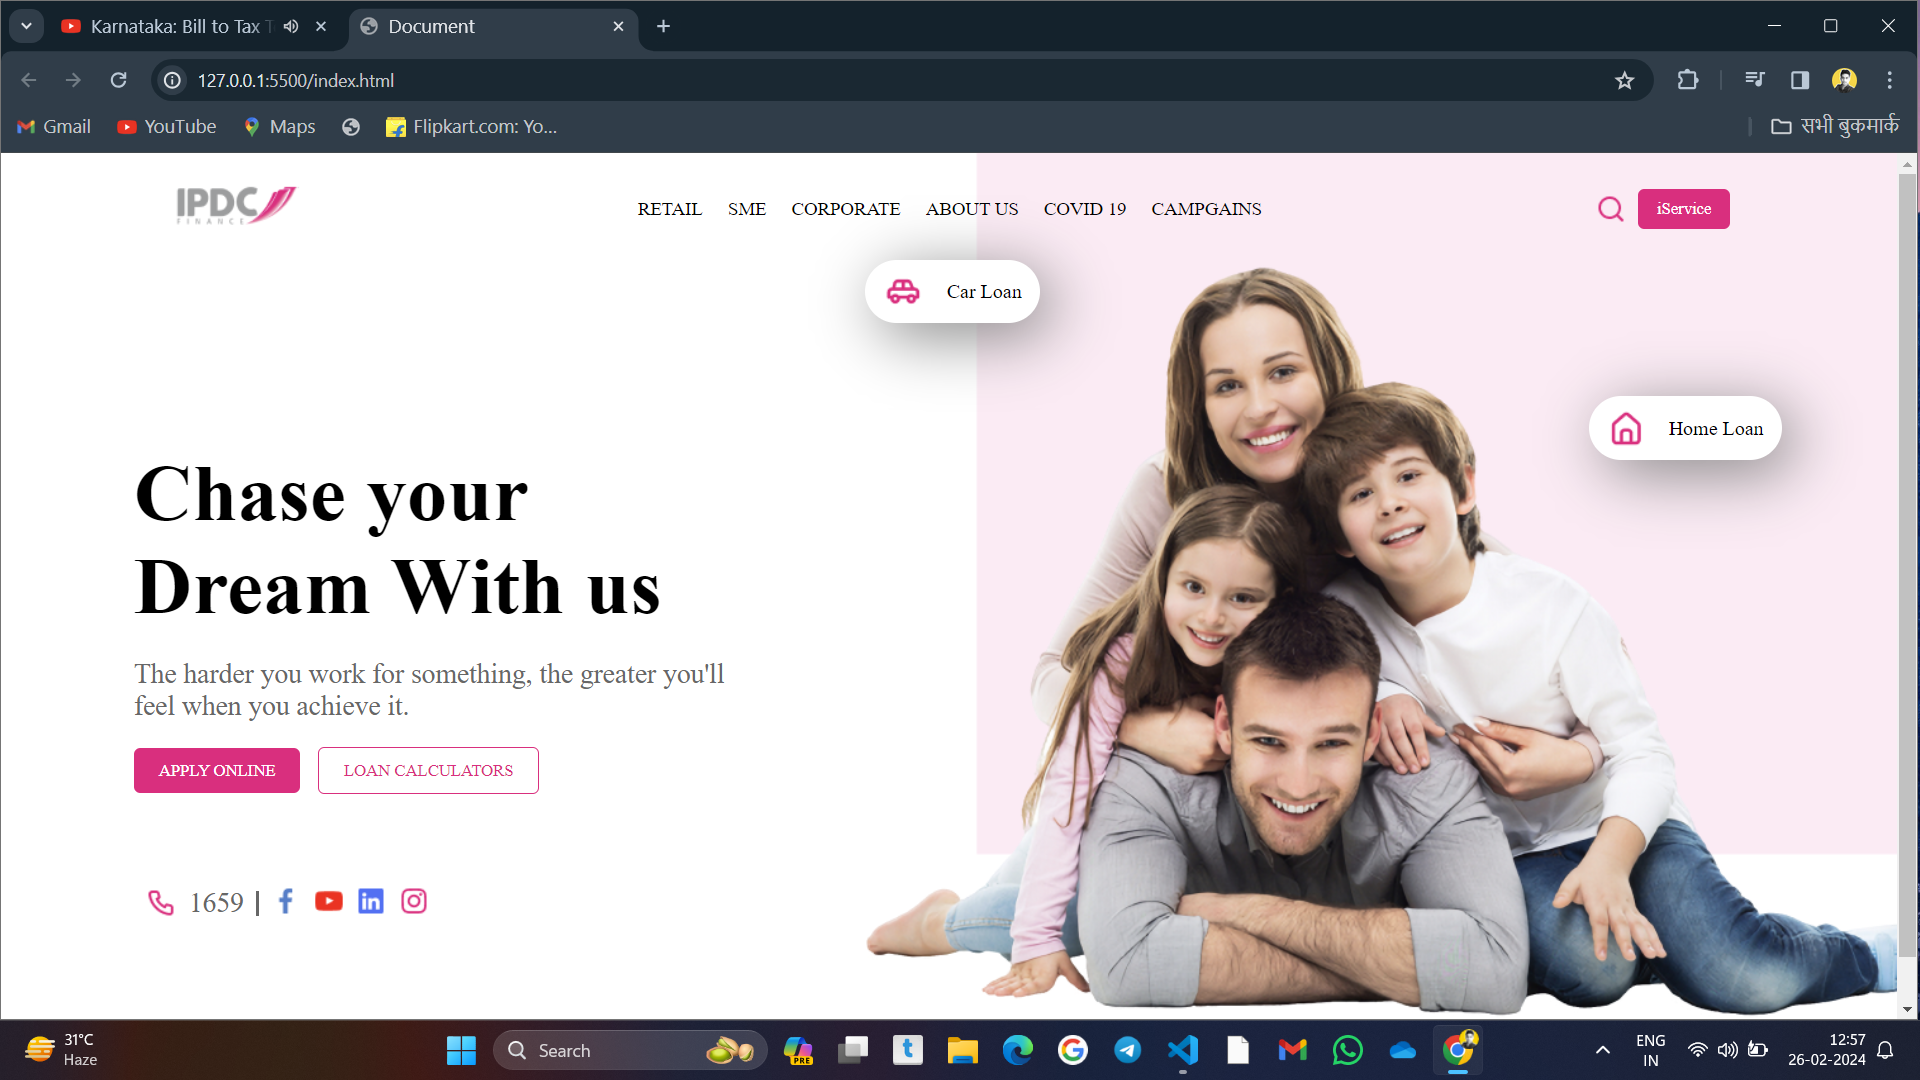 Karnataka: Bill to Tax T
Document
127.0.0.1:5500/index.html
Gmail
YouTube
Maps
Flipkart.com: Yo...
सभी बुकमार्क
IPDC
FINANCE
RETAIL
SME
CORPORATE
ABOUT US
COVID 19
CAMPGAINS
iService
Car Loan
Home Loan
Chase your
Dream With us
The harder you work for something, the greater you'll
feel when you achieve it.
APPLY ONLINE
LOAN CALCULATORS
1659 |
31°C
Haze
Search
PRE
ENG
IN
12:57
26-02-2024